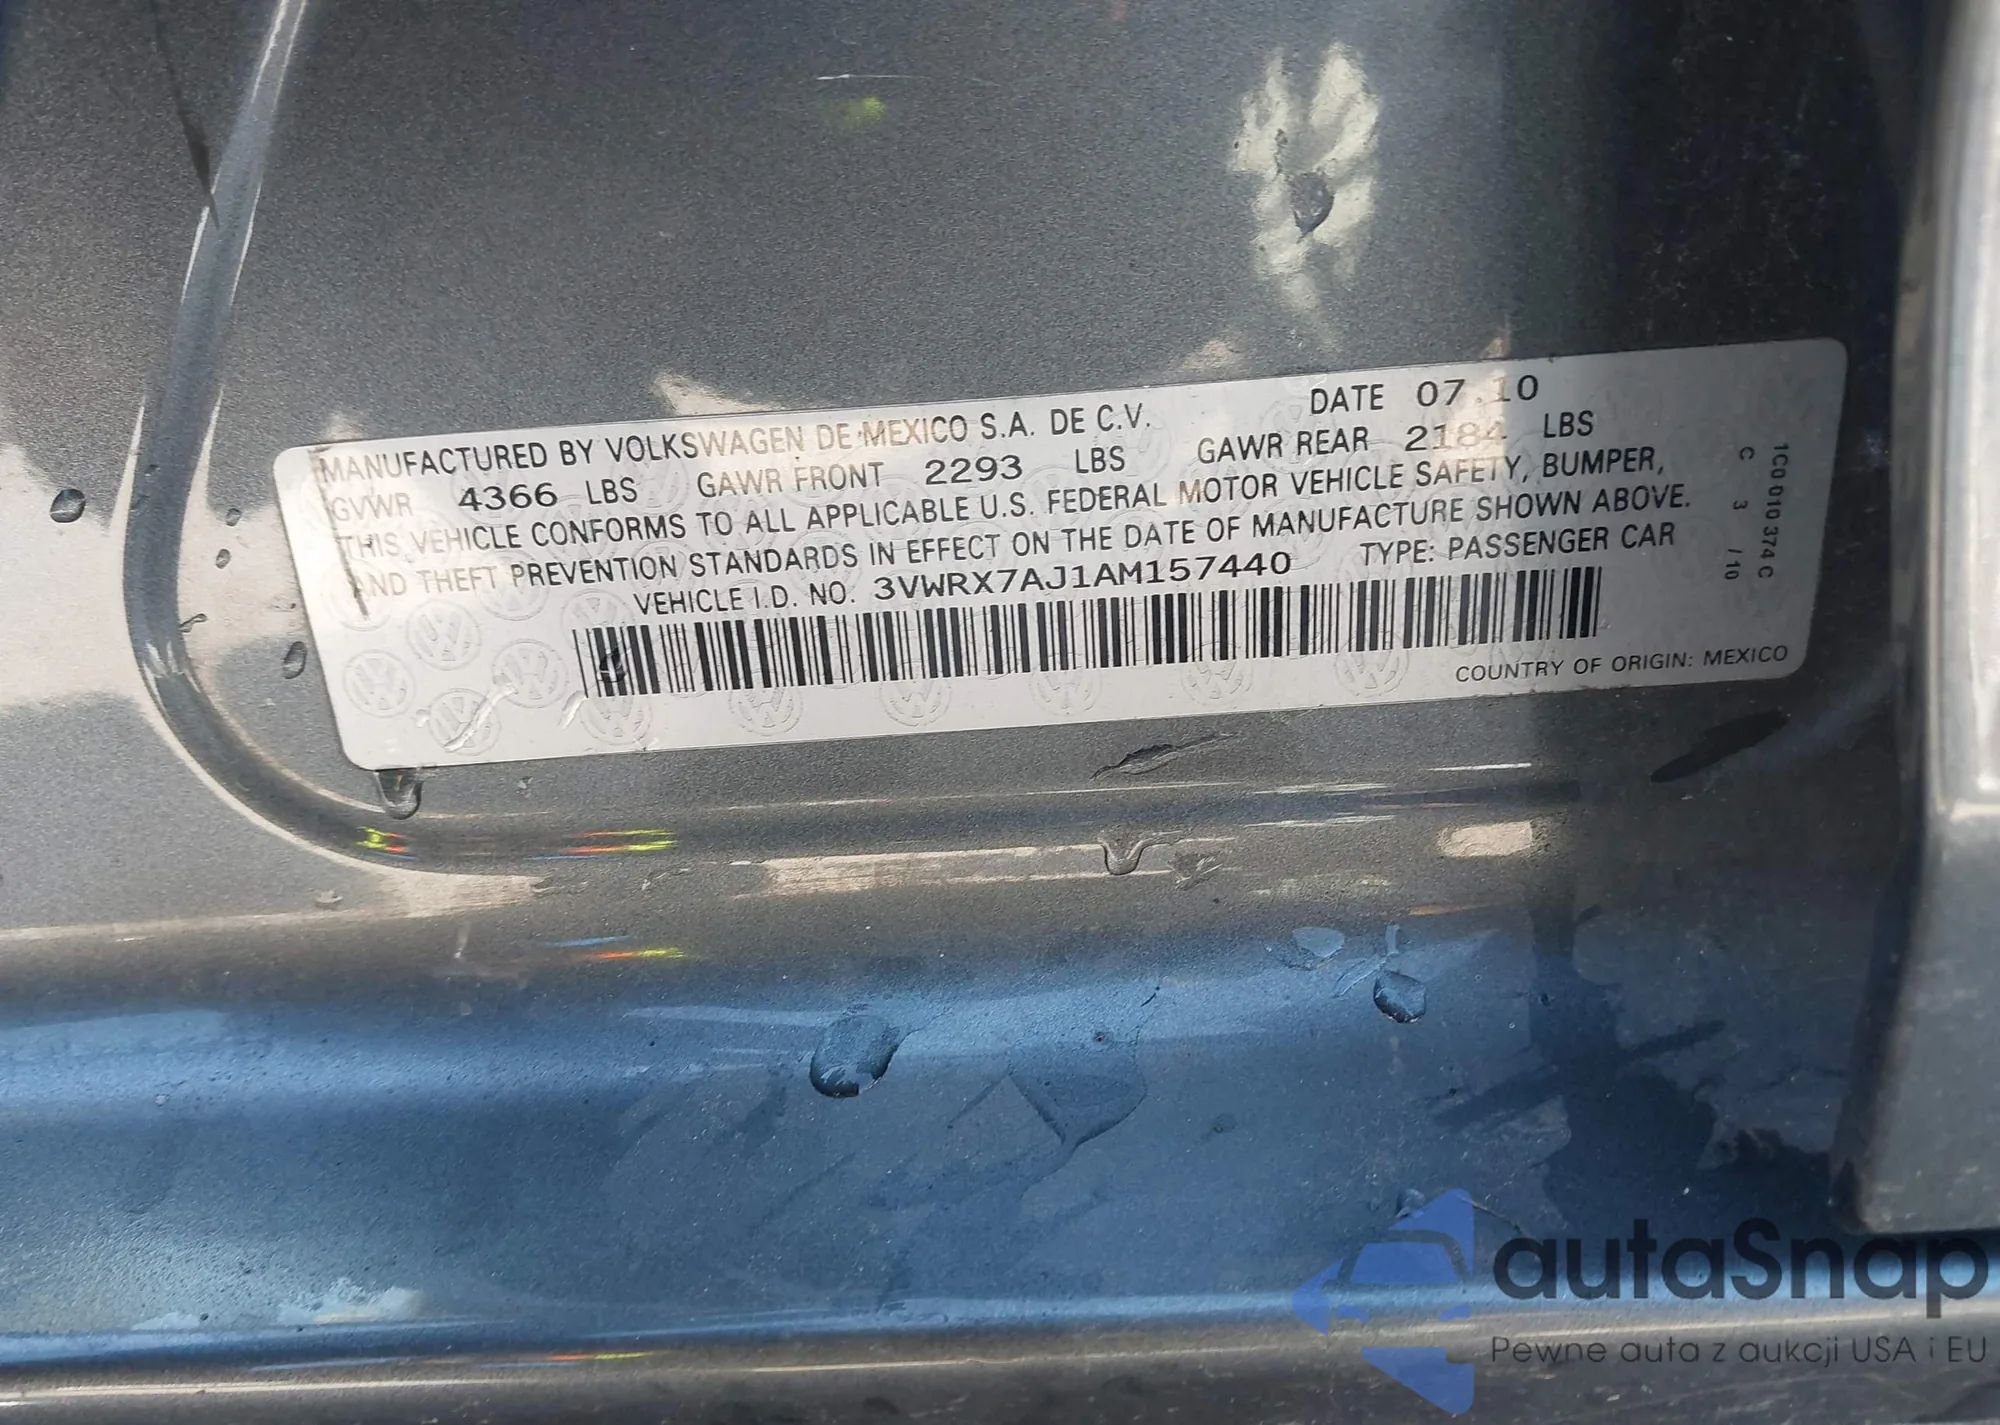 MANUFACTURED BY VOLKSWAGEN DE MEXICO S.A. DE C.V. DATE 07.10
GVWR 4366 LBS GAWR FRONT 2293 LBS GAWR REAR 2184 LBS
THIS VEHICLE CONFORMS TO ALL APPLICABLE U.S. FEDERAL MOTOR VEHICLE SAFETY, BUMPER,
AND THEFT PREVENTION STANDARDS IN EFFECT ON THE DATE OF MANUFACTURE SHOWN ABOVE.
VEHICLE I.D. NO. 3VWRX7AJ1AM157440 TYPE: PASSENGER CAR
COUNTRY OF ORIGIN: MEXICO
1C0 010 374 C
C 3 /10
autaSnap
Pewne auta z aukcji USA i EU